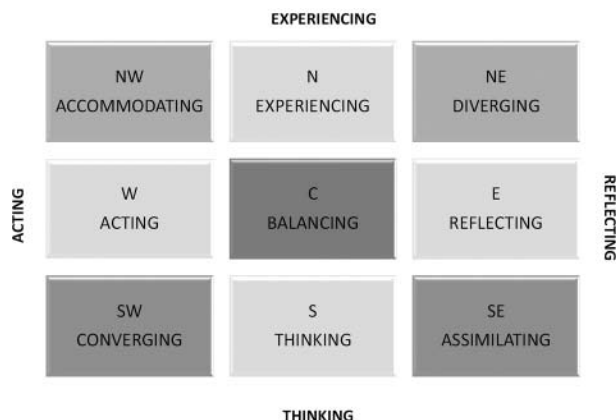 EXPERIENCING
NW
ACCOMMODATING
N
EXPERIENCING
NE
DIVERGING
ACTING
W
ACTING
C
BALANCING
E
REFLECTING
REFLECTING
SW
CONVERGING
S
THINKING
SE
ASSIMILATING
THINKING